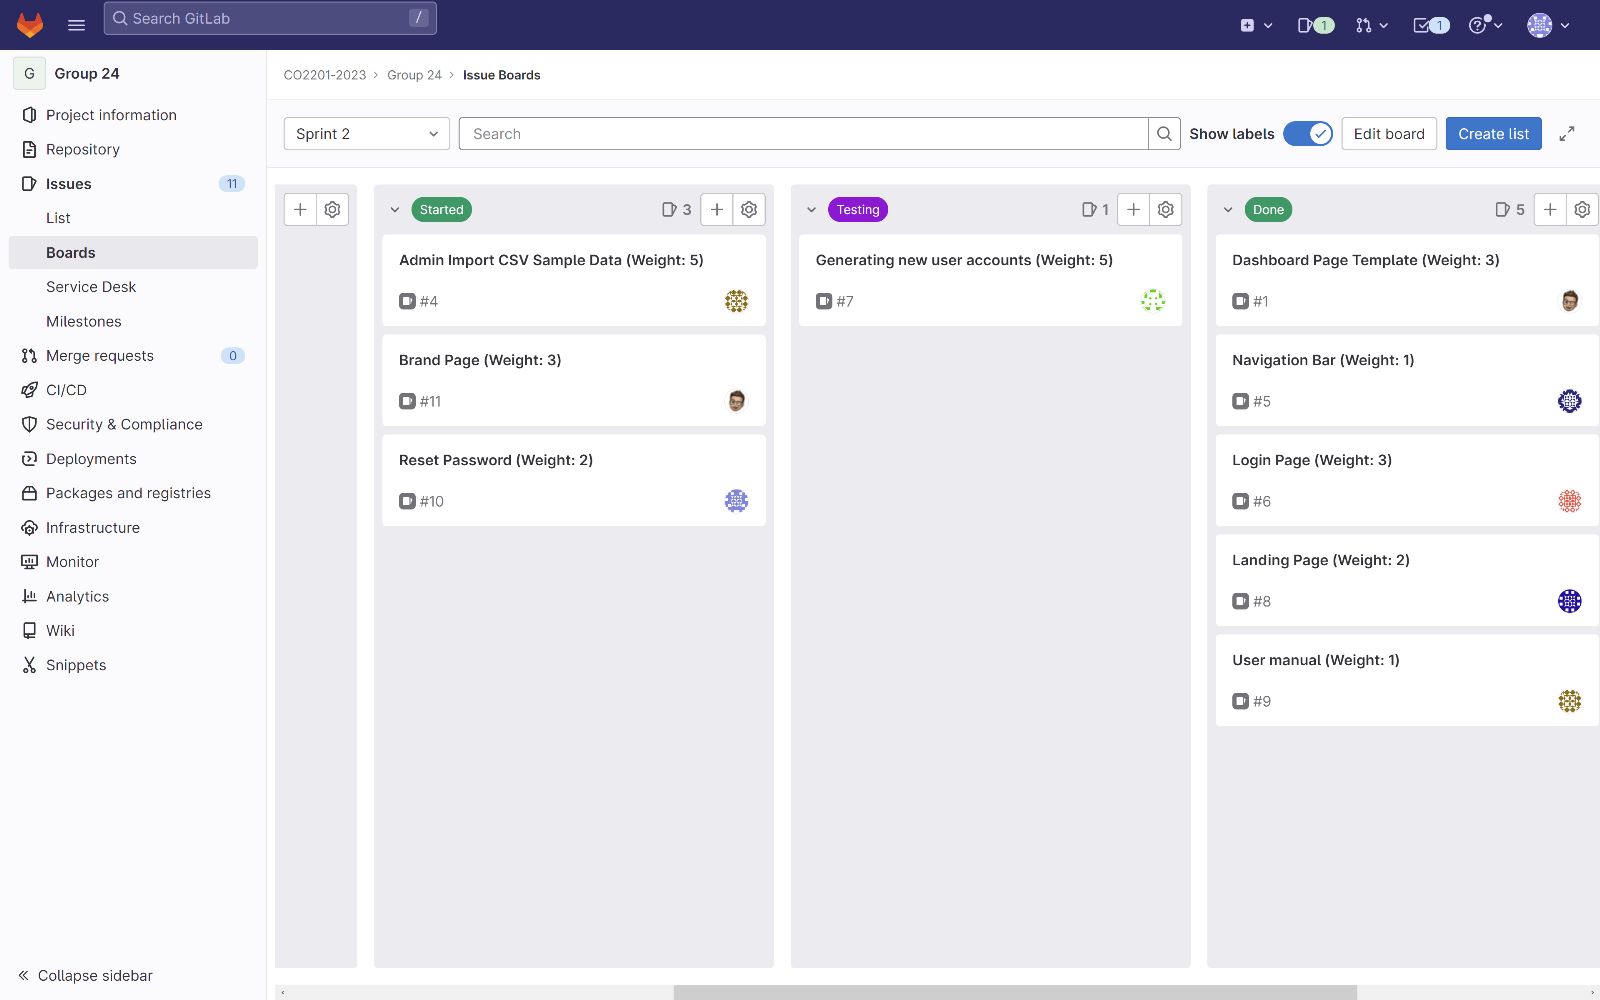 Search GitLab
/
1
1
G
Group 24
Project information
Repository
Issues
11
List
Boards
Service Desk
Milestones
Merge requests
0
CI/CD
Security & Compliance
Deployments
Packages and registries
Infrastructure
Monitor
Analytics
Wiki
Snippets
Collapse sidebar
CO2201-2023 > Group 24 > Issue Boards
Sprint 2
Search
Show labels
Edit board
Create list
Started
3
Admin Import CSV Sample Data (Weight: 5)
#4
Brand Page (Weight: 3)
#11
Reset Password (Weight: 2)
#10
Testing
1
Generating new user accounts (Weight: 5)
#7
Done
5
Dashboard Page Template (Weight: 3)
#1
Navigation Bar (Weight: 1)
#5
Login Page (Weight: 3)
#6
Landing Page (Weight: 2)
#8
User manual (Weight: 1)
#9